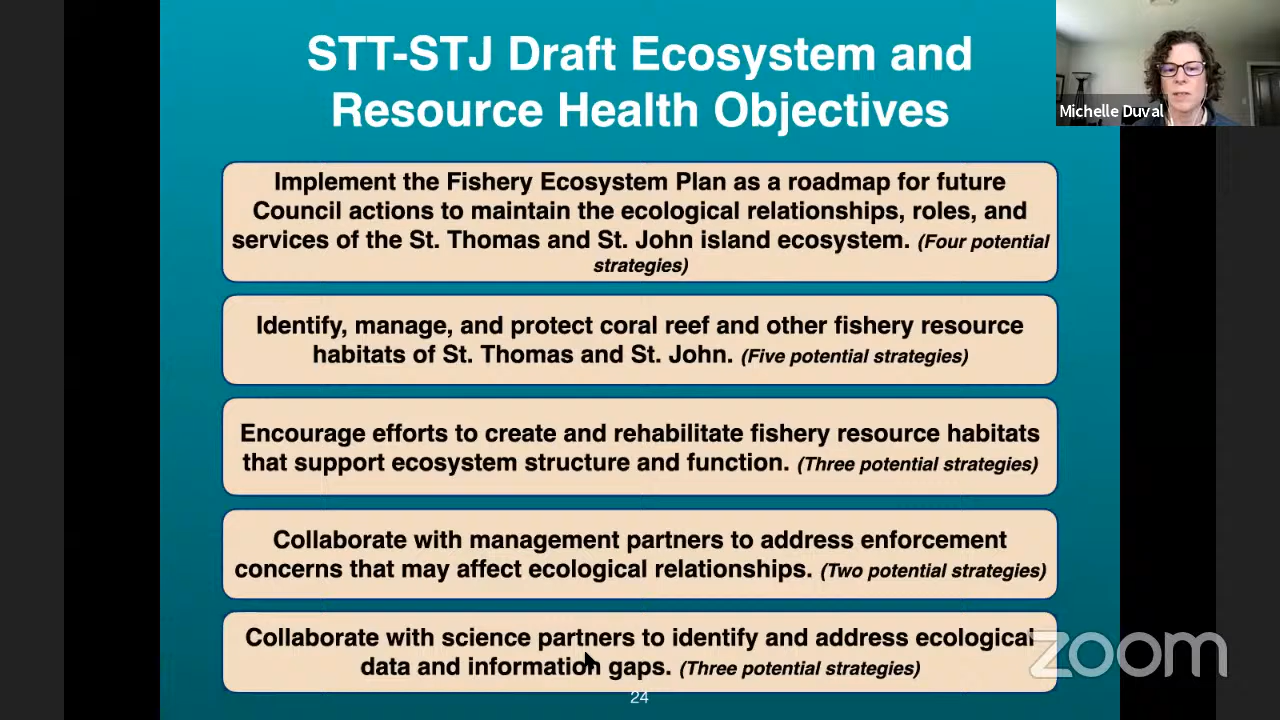 STT-STJ Draft Ecosystem and
Resource Health Objectives
Michelle Duval
Implement the Fishery Ecosystem Plan as a roadmap for future
Council actions to maintain the ecological relationships, roles, and
services of the St. Thomas and St. John island ecosystem. (Four potential
strategies)
Identify, manage, and protect coral reef and other fishery resource
habitats of St. Thomas and St. John. (Five potential strategies)
Encourage efforts to create and rehabilitate fishery resource habitats
that support ecosystem structure and function. (Three potential strategies)
Collaborate with management partners to address enforcement
concerns that may affect ecological relationships. (Two potential strategies)
Collaborate with science partners to identify and address ecological
data and information gaps. (Three potential strategies)
zoom
24